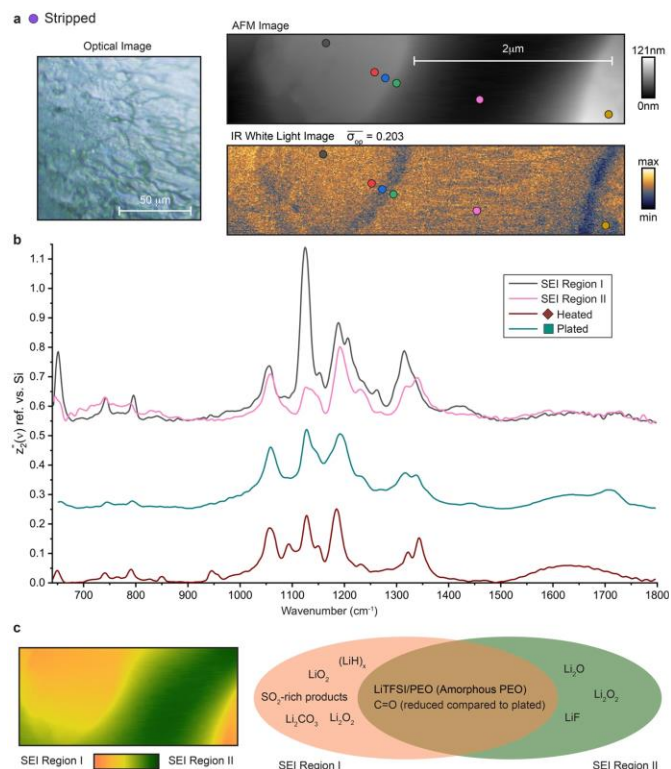 a Stripped
Optical Image
50 μm
AFM Image
2μm
121nm
0nm
IR White Light Image σop = 0.203
max
min
b
SEI Region I
SEI Region II
Heated
Plated
z₂"(ν) ref. vs. Si
1.1
1.0
0.9
0.8
0.7
0.6
0.5
0.4
0.3
0.2
0.1
0.0
700 800 900 1000 1100 1200 1300 1400 1500 1600 1700 1800
Wavenumber (cm⁻¹)
c
SEI Region I SEI Region II
(LiH)ₓ
LiO₂
SO₂-rich products
Li₂CO₃ Li₂O₂
LiTFSI/PEO (Amorphous PEO)
C=O (reduced compared to plated)
Li₂O
Li₂O₂
LiF
SEI Region I SEI Region II